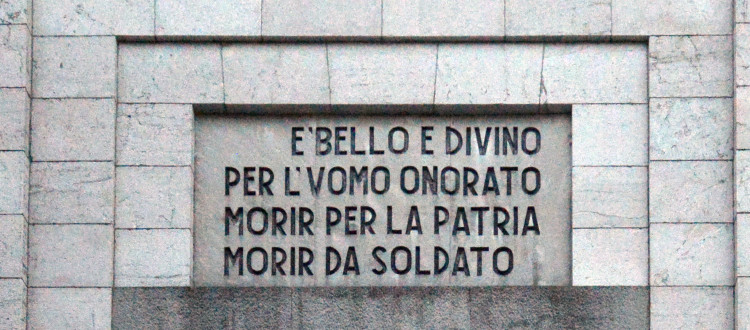 E' BELLO E DIVINO
PER L'VOMO ONORATO
MORIR PER LA PATRIA
MORIR DA SOLDATO